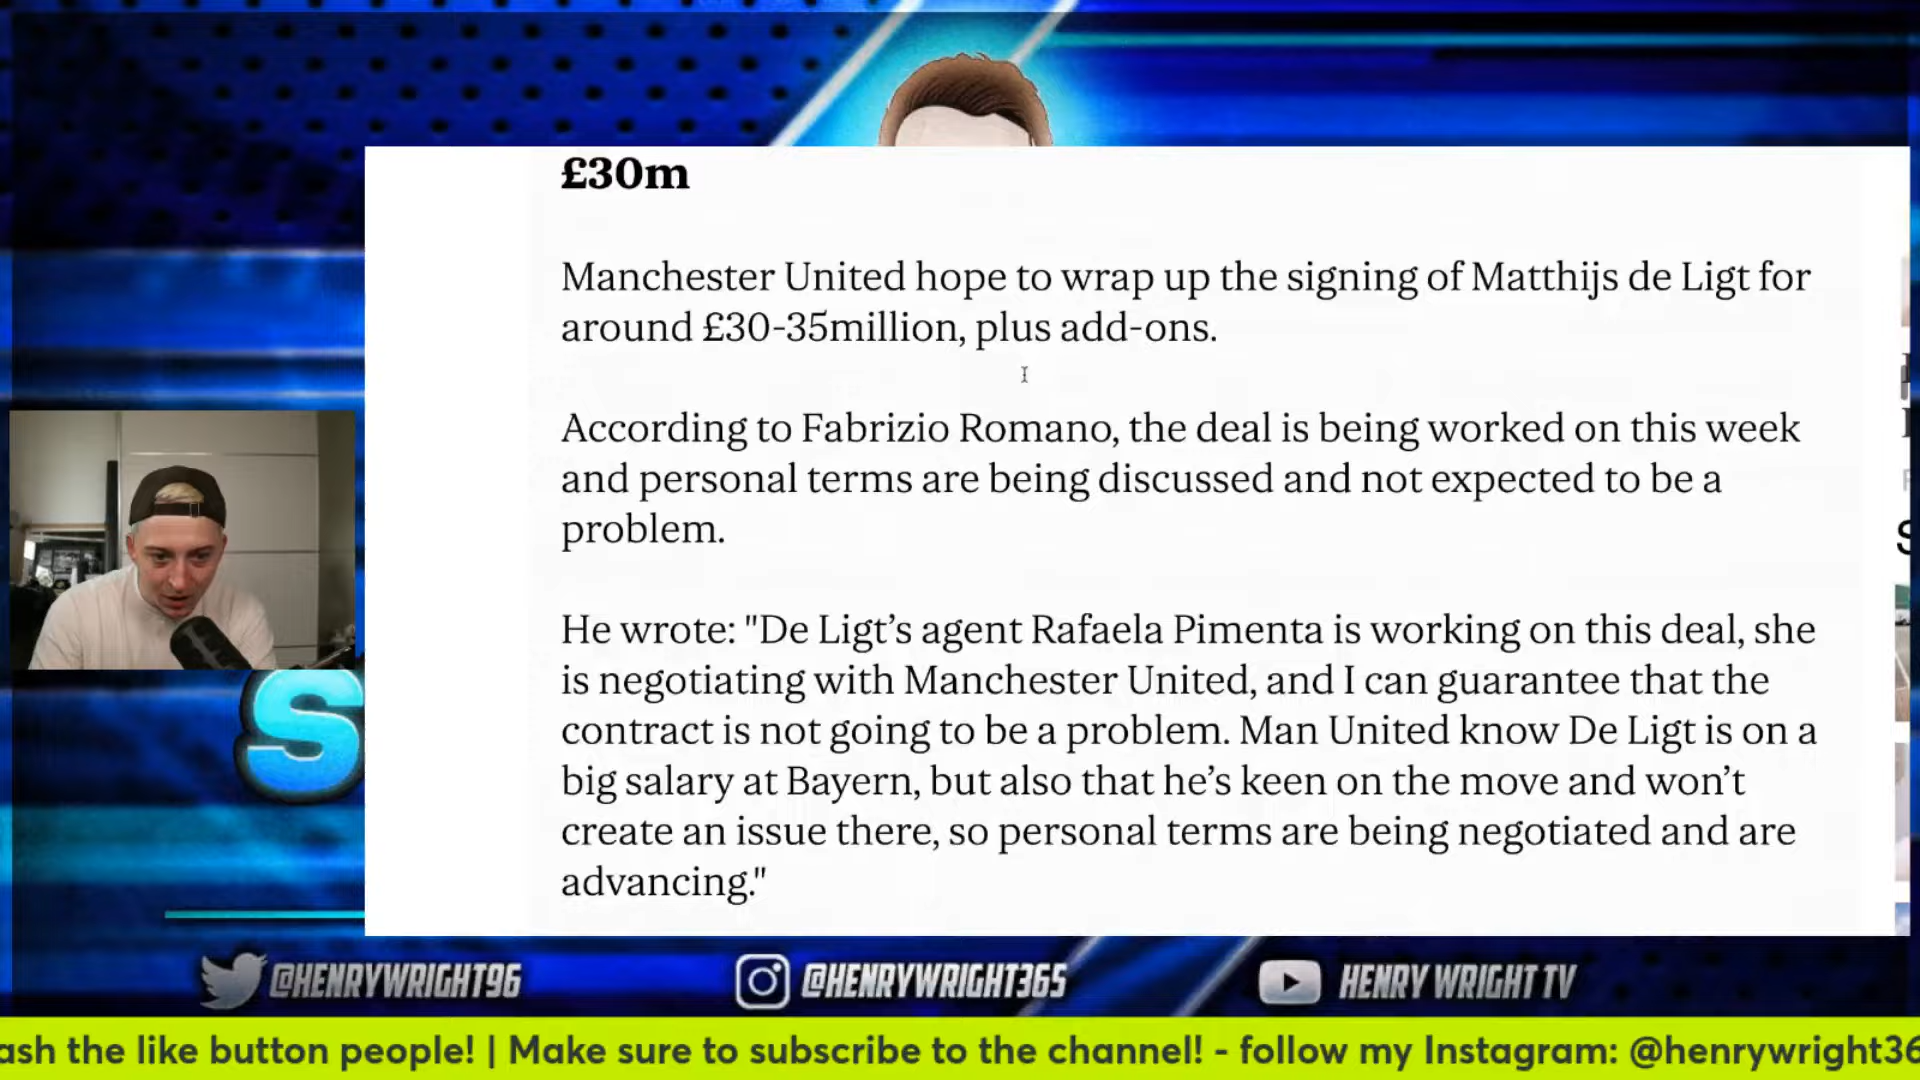 £30m
Manchester United hope to wrap up the signing of Matthijs de Ligt for
around £30-35million, plus add-ons.
According to Fabrizio Romano, the deal is being worked on this week
and personal terms are being discussed and not expected to be a
problem.
He wrote: "De Ligt’s agent Rafaela Pimenta is working on this deal, she
is negotiating with Manchester United, and I can guarantee that the
contract is not going to be a problem. Man United know De Ligt is on a
big salary at Bayern, but also that he’s keen on the move and won’t
create an issue there, so personal terms are being negotiated and are
advancing."
S
@HENRYWRIGHT96
@HENRYWRIGHT365
HENRY WRIGHT TV
ash the like button people! | Make sure to subscribe to the channel! - follow my Instagram: @henrywright36